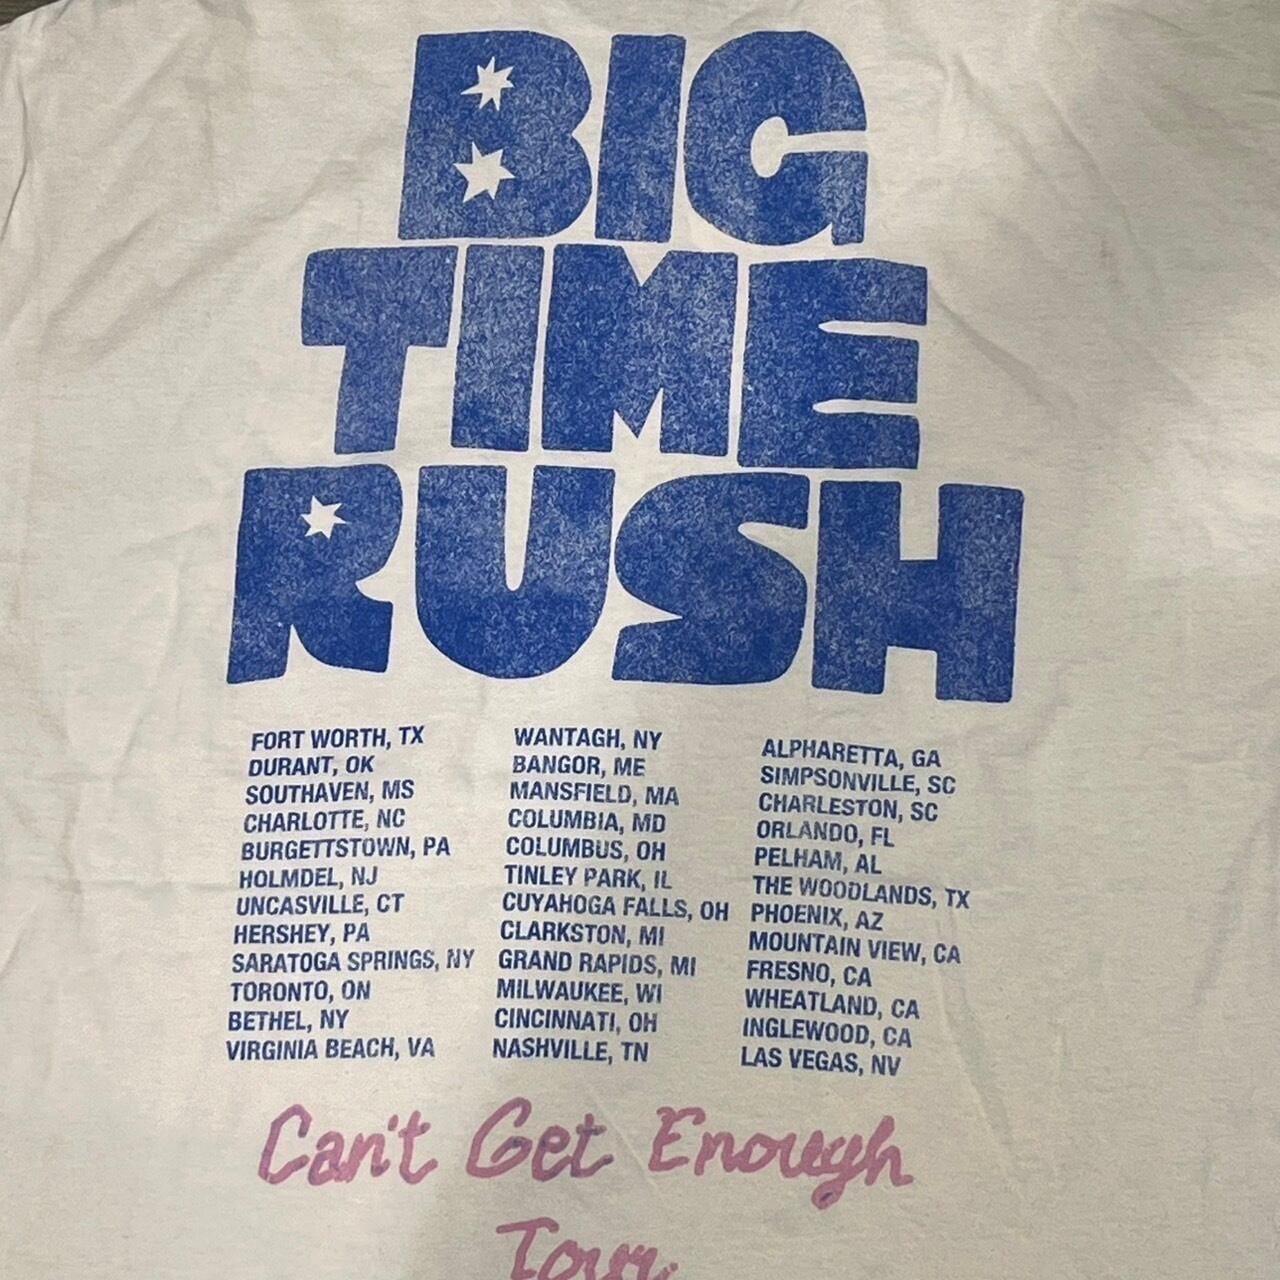 BIG
TIME
RUSH
FORT WORTH, TX
DURANT, OK
SOUTHAVEN, MS
CHARLOTTE, NC
BURGETTSTOWN, PA
HOLMDEL, NJ
UNCASVILLE, CT
HERSHEY, PA
SARATOGA SPRINGS, NY
TORONTO, ON
BETHEL, NY
VIRGINIA BEACH, VA
WANTAGH, NY
BANGOR, ME
MANSFIELD, MA
COLUMBIA, MD
COLUMBUS, OH
TINLEY PARK, IL
CUYAHOGA FALLS, OH
CLARKSTON, MI
GRAND RAPIDS, MI
MILWAUKEE, WI
CINCINNATI, OH
NASHVILLE, TN
ALPHARETTA, GA
SIMPSONVILLE, SC
CHARLESTON, SC
ORLANDO, FL
PELHAM, AL
THE WOODLANDS, TX
PHOENIX, AZ
MOUNTAIN VIEW, CA
FRESNO, CA
WHEATLAND, CA
INGLEWOOD, CA
LAS VEGAS, NV
Can't Get Enough
Tour